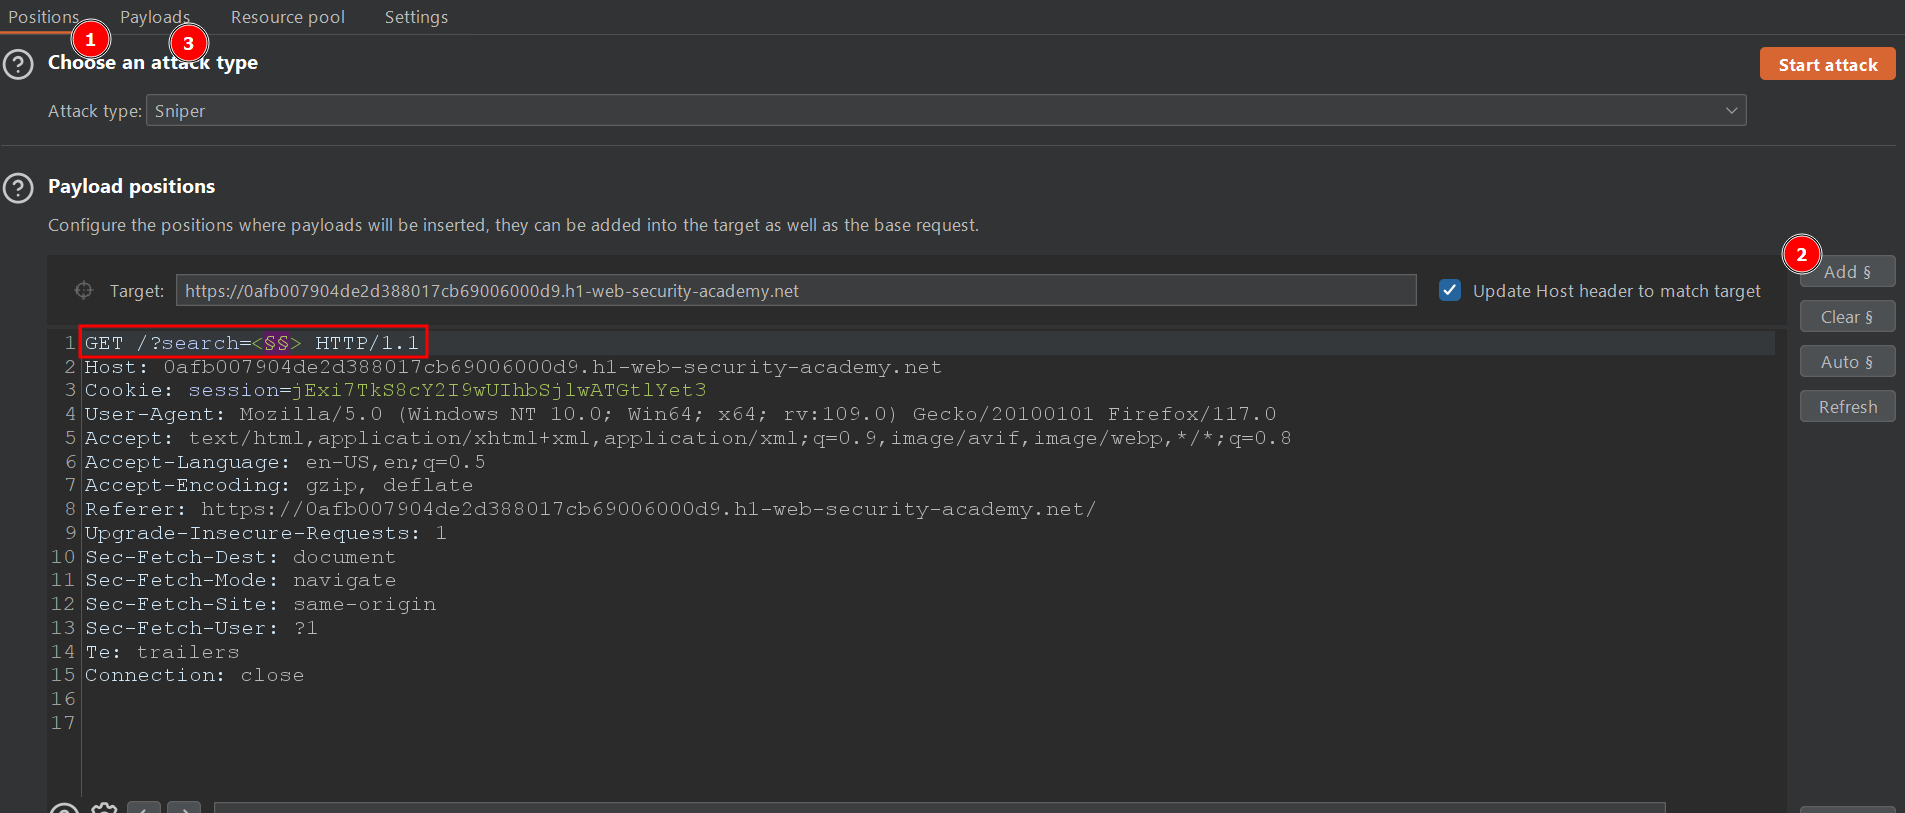 Positions Payloads Resource pool Settings
1
3
Choose an attack type
Start attack
Attack type: Sniper
Payload positions
Configure the positions where payloads will be inserted, they can be added into the target as well as the base request.
2
Add §
Target: https://0afb007904de2d388017cb69006000d9.h1-web-security-academy.net
Update Host header to match target
Clear §
Auto §
Refresh
1 GET /?search=<§§> HTTP/1.1
2 Host: 0afb007904de2d388017cb69006000d9.h1-web-security-academy.net
3 Cookie: session=jExi7TkS8cY2I9wUIhbSjlwATGtlYet3
4 User-Agent: Mozilla/5.0 (Windows NT 10.0; Win64; x64; rv:109.0) Gecko/20100101 Firefox/117.0
5 Accept: text/html,application/xhtml+xml,application/xml;q=0.9,image/avif,image/webp,*/*;q=0.8
6 Accept-Language: en-US,en;q=0.5
7 Accept-Encoding: gzip, deflate
8 Referer: https://0afb007904de2d388017cb69006000d9.h1-web-security-academy.net/
9 Upgrade-Insecure-Requests: 1
10 Sec-Fetch-Dest: document
11 Sec-Fetch-Mode: navigate
12 Sec-Fetch-Site: same-origin
13 Sec-Fetch-User: ?1
14 Te: trailers
15 Connection: close
16
17